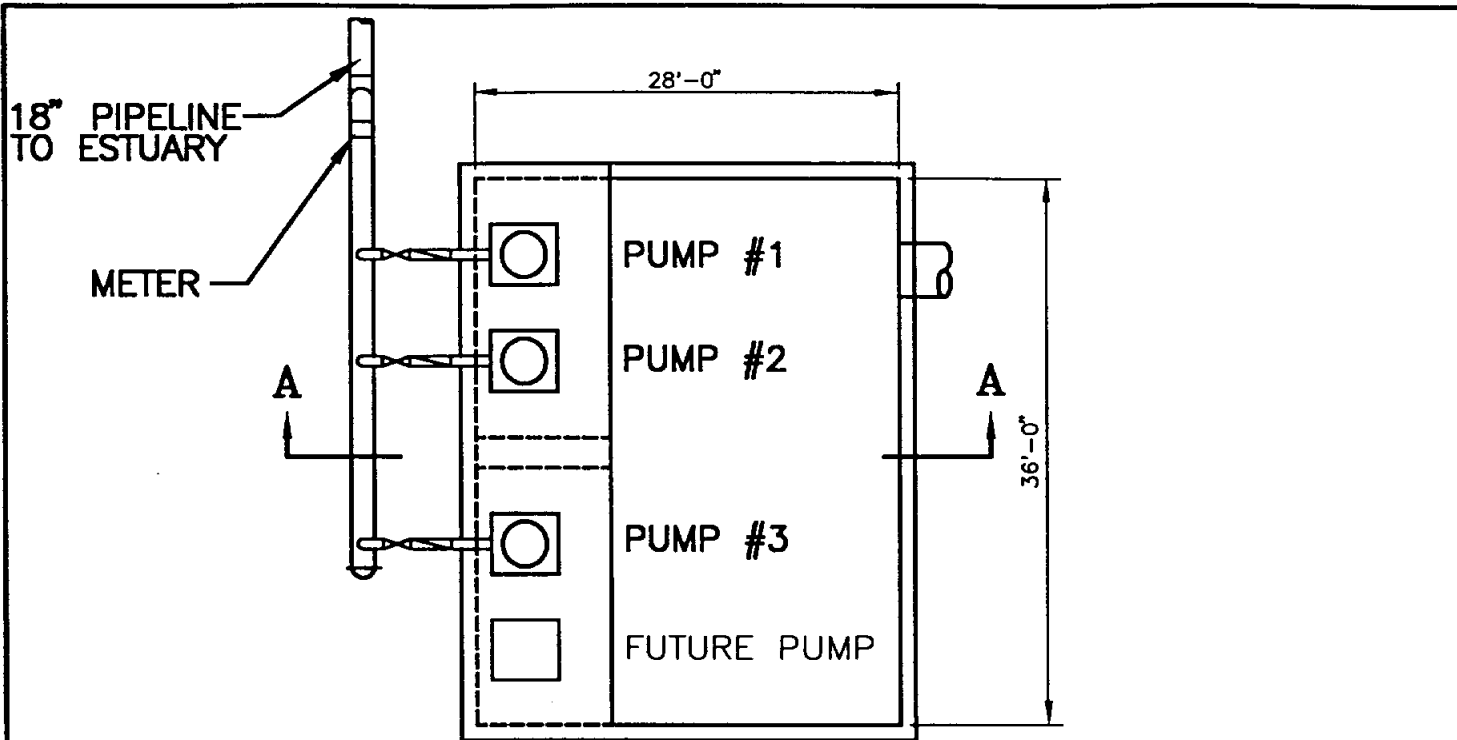 28'-0"
18" PIPELINE
TO ESTUARY
METER
PUMP #1
PUMP #2
A
A
36'-0"
PUMP #3
FUTURE PUMP